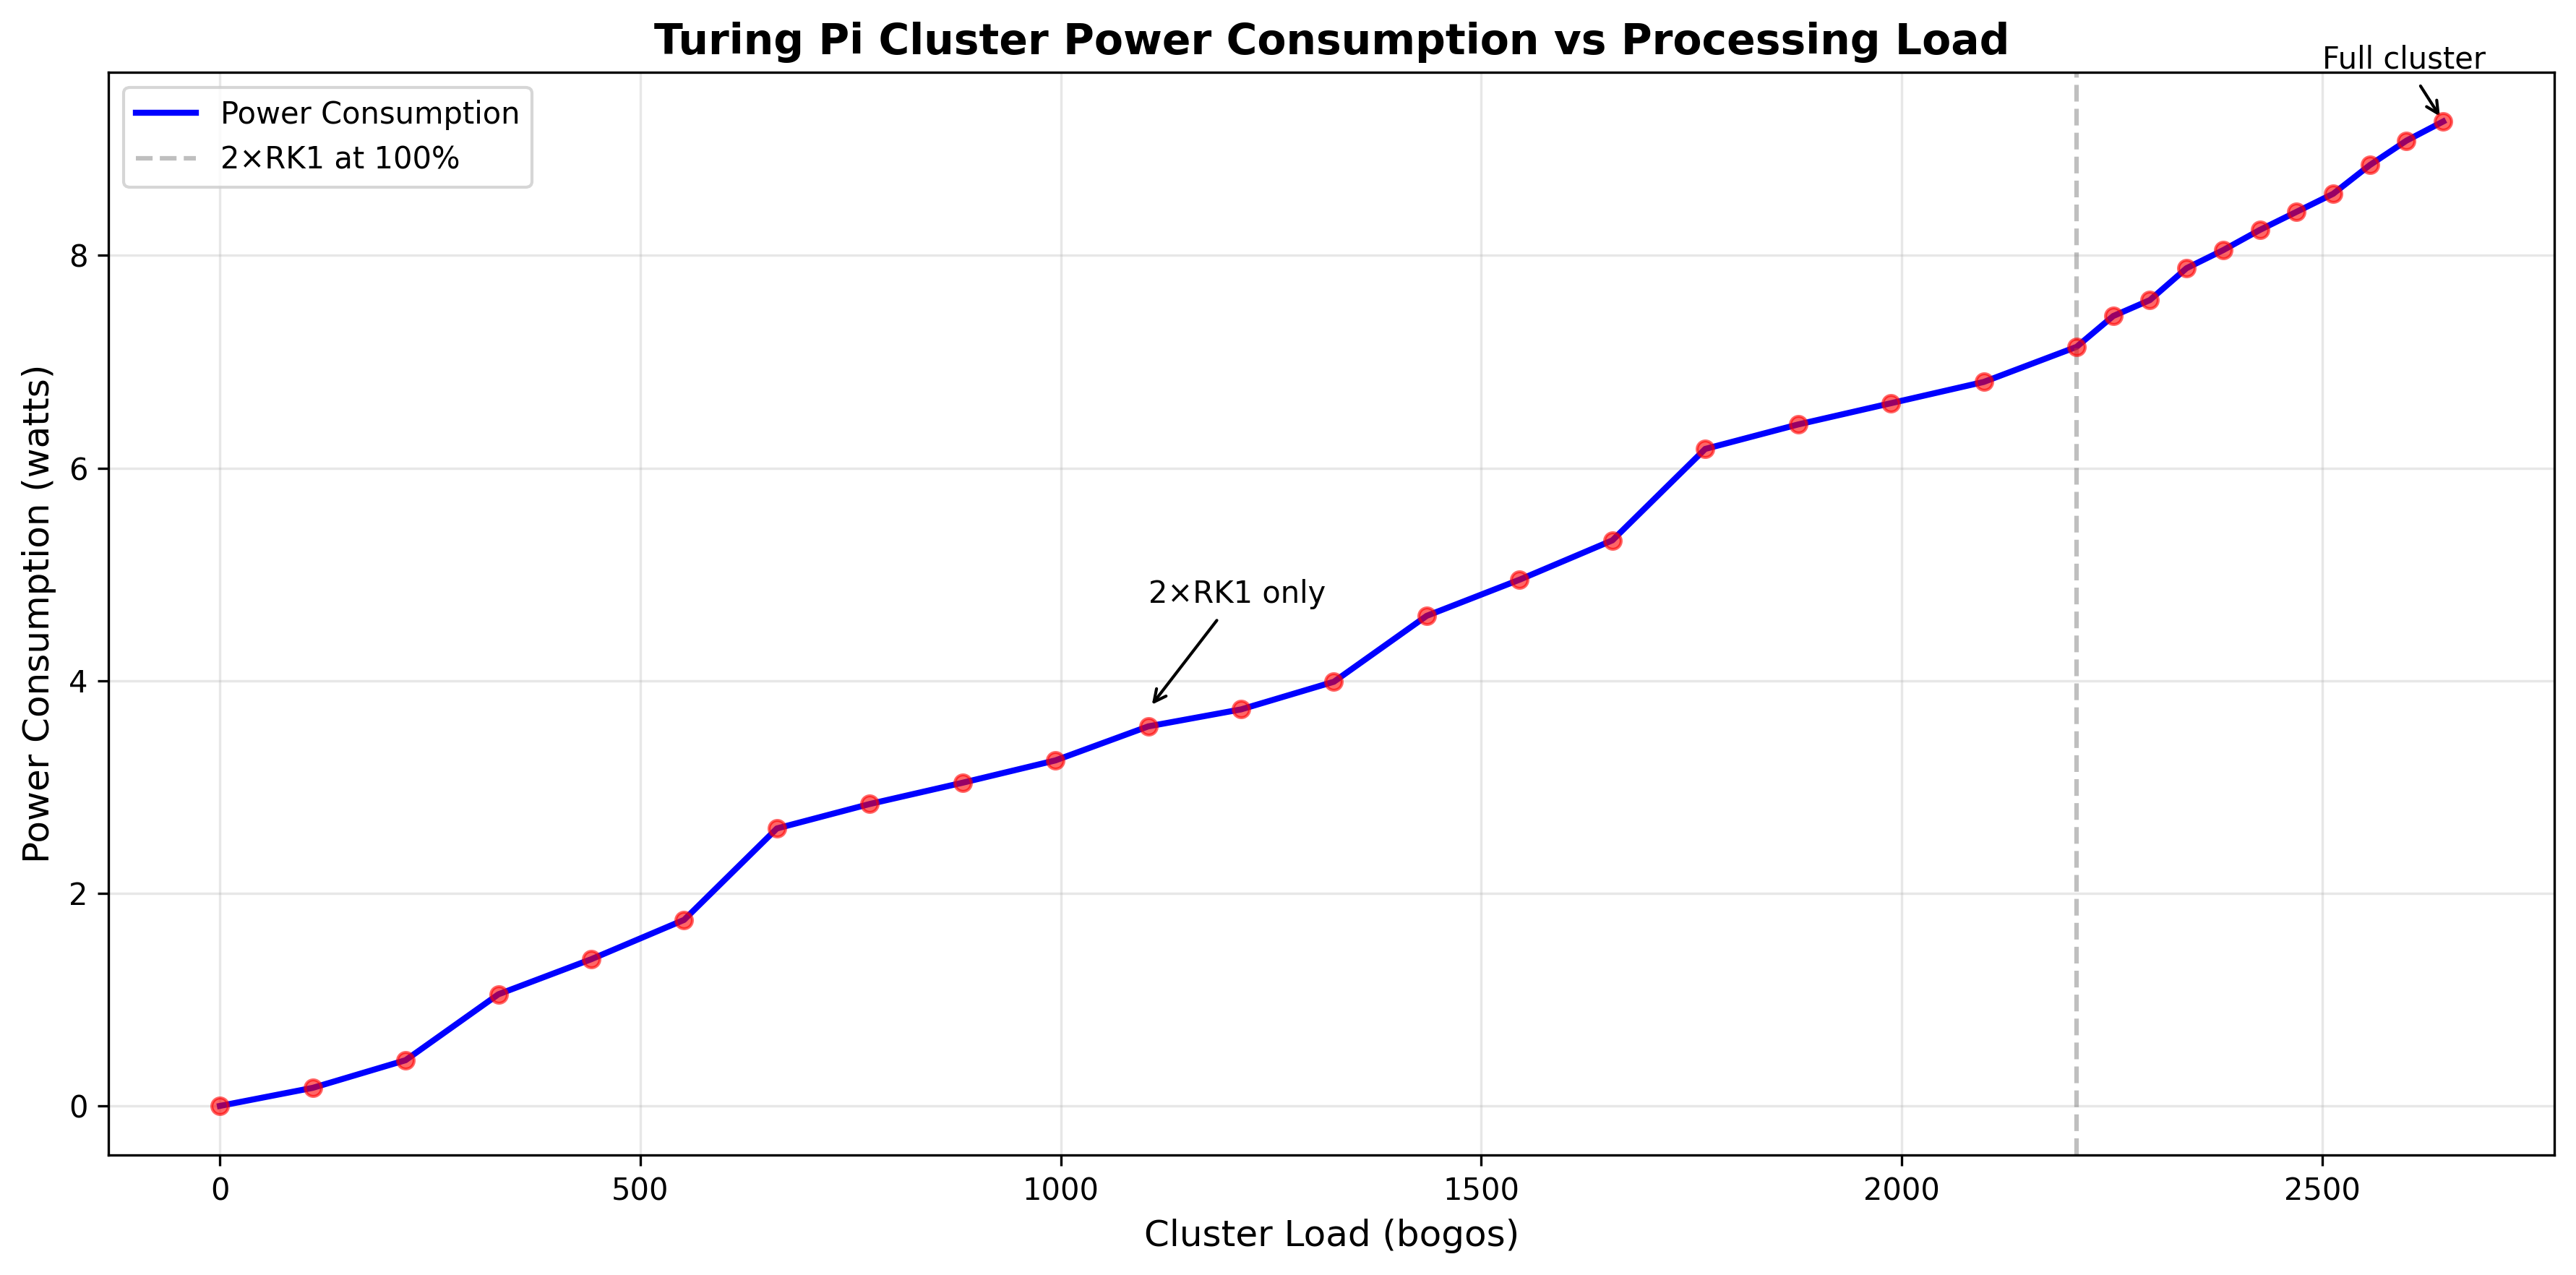 Turing Pi Cluster Power Consumption vs Processing Load
Full cluster
Power Consumption
2×RK1 at 100%
8
6
2×RK1 only
4
2
0
Power Consumption (watts)
0 500 1000 1500 2000 2500
Cluster Load (bogos)